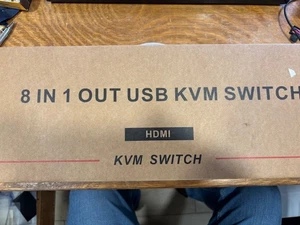 8 IN 1 OUT USB KVM SWITCH
HDMI
KVM SWITCH